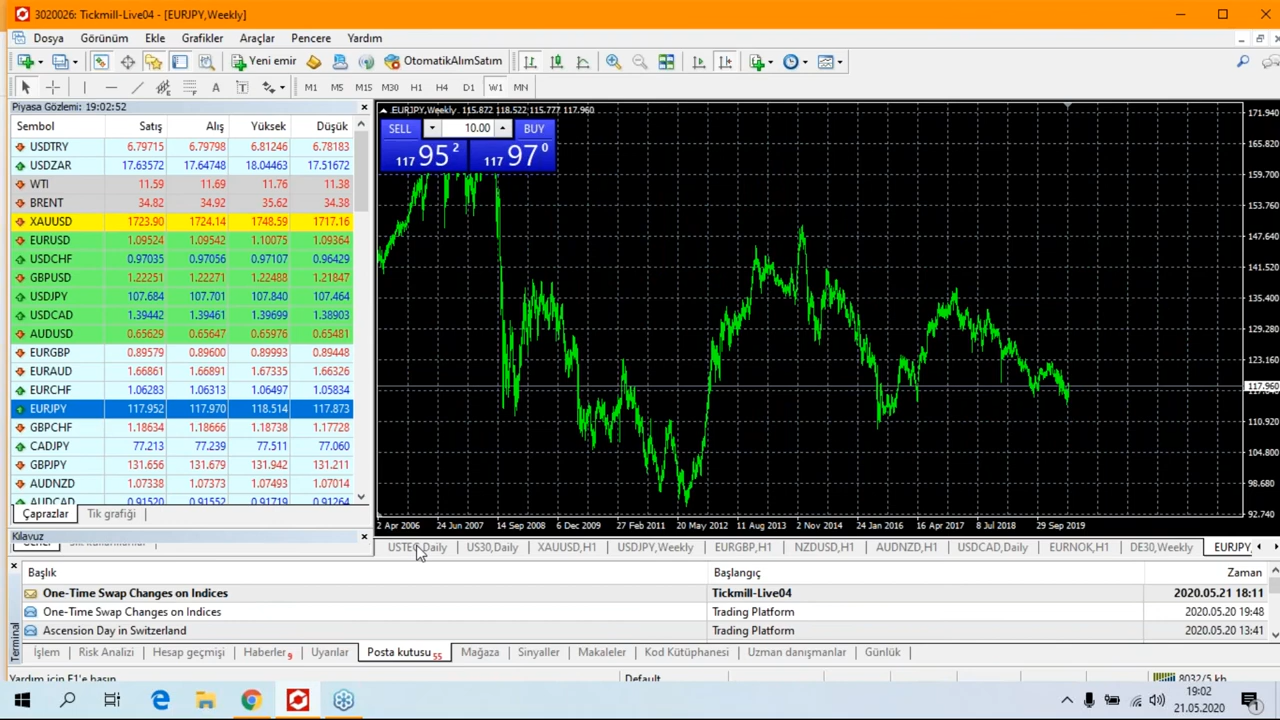 3020026: Tickmill-Live04 - [EURJPY,Weekly]
Dosya Görünüm Ekle Grafikler Araçlar Pencere Yardım
Yeni emir OtomatikAlımSatım
A T M1 M5 M15 M30 H1 H4 D1 W1 MN
Piyasa Gözlemi: 19:02:52
Sembol Satış Alış Yüksek Düşük
USDTRY 6.79715 6.79798 6.81246 6.78183
USDZAR 17.63572 17.64748 18.04463 17.51672
WTI 11.59 11.69 11.76 11.38
BRENT 34.82 34.92 35.62 34.38
XAUUSD 1723.90 1724.14 1748.59 1717.16
EURUSD 1.09524 1.09542 1.10075 1.09364
USDCHF 0.97035 0.97056 0.97107 0.96429
GBPUSD 1.22251 1.22271 1.22488 1.21847
USDJPY 107.684 107.701 107.840 107.464
USDCAD 1.39442 1.39461 1.39699 1.38903
AUDUSD 0.65629 0.65647 0.65976 0.65481
EURGBP 0.89579 0.89600 0.89993 0.89448
EURAUD 1.66861 1.66891 1.67335 1.66326
EURCHF 1.06283 1.06313 1.06497 1.05834
EURJPY 117.952 117.970 118.514 117.873
GBPCHF 1.18634 1.18666 1.18738 1.17728
CADJPY 77.213 77.239 77.511 77.060
GBPJPY 131.656 131.679 131.942 131.211
AUDNZD 1.07338 1.07373 1.07493 1.07014
AUDCAD 0.91520 0.91552 0.91719 0.91264
Çaprazlar Tik grafiği
Kılavuz
EURJPY,Weekly. 115.872 118.522 115.777 117.960
SELL 10.00 BUY
117 95 2 117 97 0
171.940
165.820
159.700
153.760
147.640
141.520
135.400
129.280
123.160
117.960
110.920
104.800
98.680
92.740
2 Apr 2006 24 Jun 2007 14 Sep 2008 6 Dec 2009 27 Feb 2011 20 May 2012 11 Aug 2013 2 Nov 2014 24 Jan 2016 16 Apr 2017 8 Jul 2018 29 Sep 2019
USTEC,Daily US30,Daily XAUUSD,H1 USDJPY,Weekly EURGBP,H1 NZDUSD,H1 AUDNZD,H1 USDCAD,Daily EURNOK,H1 DE30,Weekly EURJPY,
Başlık Başlangıç Zaman
One-Time Swap Changes on Indices Tickmill-Live04 2020.05.21 18:11
One-Time Swap Changes on Indices Trading Platform 2020.05.20 19:48
Ascension Day in Switzerland Trading Platform 2020.05.20 13:41
Terminal
İşlem Risk Analizi Hesap geçmişi Haberler 9 Uyarılar Posta kutusu 55 Mağaza Sinyaller Makaleler Kod Kütüphanesi Uzman danışmanlar Günlük
Yardım için F1'e basın Default 8032/5 kb
19:02
21.05.2020
1